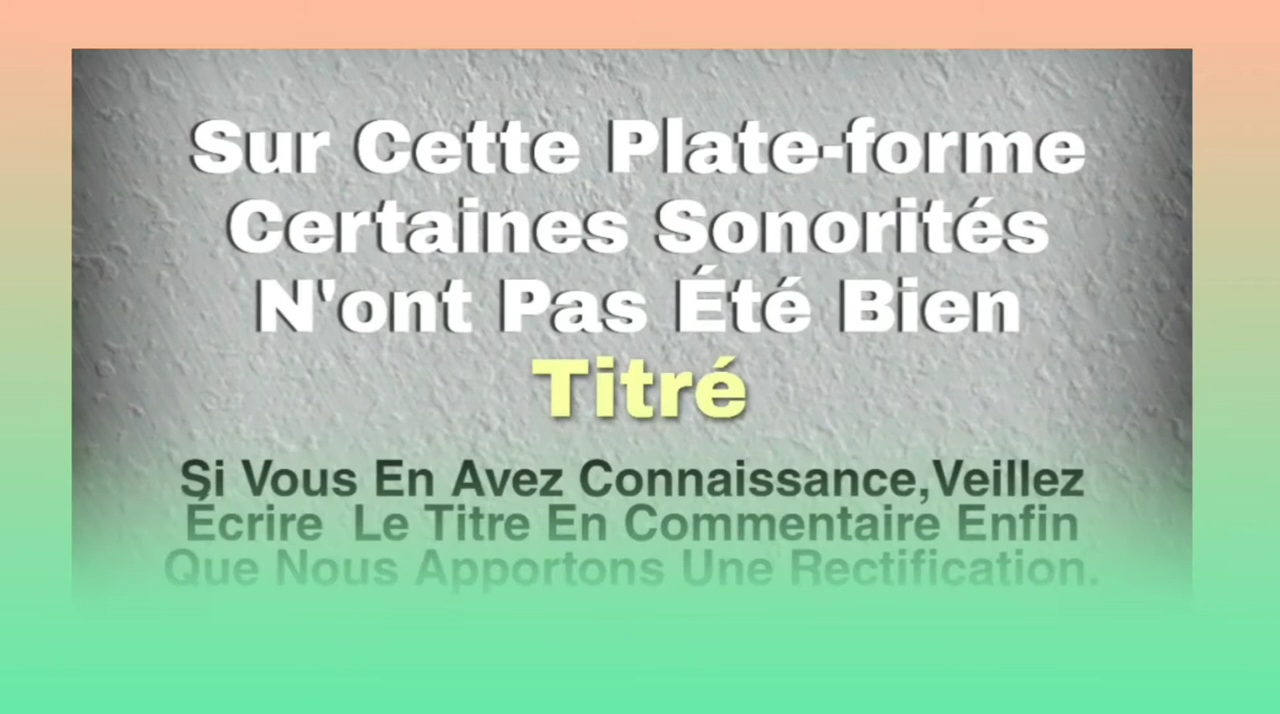 Sur Cette Plate-forme
Certaines Sonorités
N'ont Pas Été Bien
Titré
Si Vous En Avez Connaissance,Veillez
Écrire Le Titre En Commentaire Enfin
Que Nous Apportons Une Rectification.